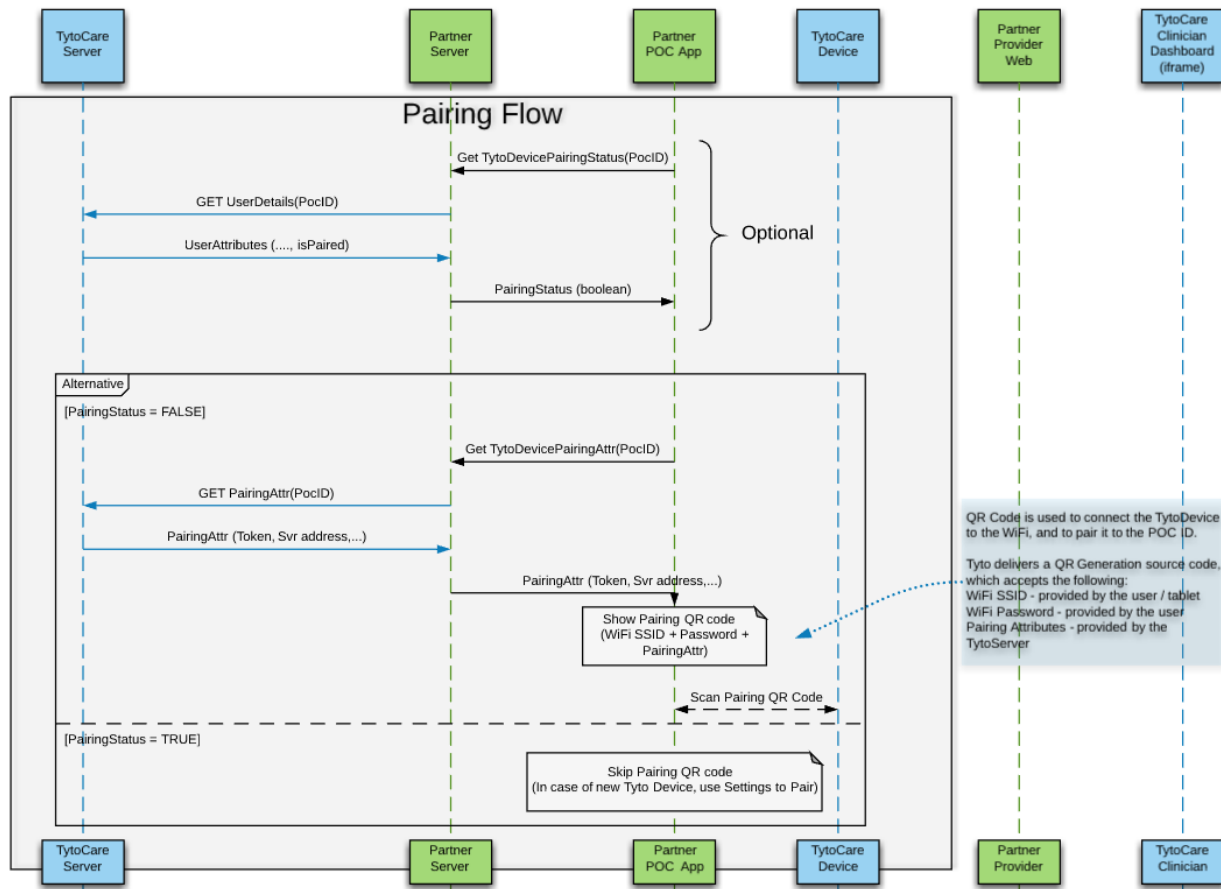 TytoCare
Server
Partner
Server
Partner
POC App
TytoCare
Device
Partner
Provider
Web
TytoCare
Clinician
Dashboard
(iframe)
Pairing Flow
Get TytoDevicePairingStatus(PocID)
GET UserDetails(PocID)
Optional
UserAttributes (...., isPaired)
PairingStatus (boolean)
Alternative
[PairingStatus = FALSE]
Get TytoDevicePairingAttr(PocID)
GET PairingAttr(PocID)
PairingAttr (Token, Svr address,...)
PairingAttr (Token, Svr address,...)
Show Pairing QR code
(WiFi SSID + Password +
PairingAttr)
QR Code is used to connect the TytoDevice
to the WiFi, and to pair it to the POC ID.
Tyto delivers a QR Generation source code,
which accepts the following:
WiFi SSID - provided by the user / tablet
WiFi Password - provided by the user
Pairing Attributes - provided by the
TytoServer
Scan Pairing QR Code
[PairingStatus = TRUE]
Skip Pairing QR code
(In case of new Tyto Device, use Settings to Pair)
TytoCare
Server
Partner
Server
Partner
POC App
TytoCare
Device
Partner
Provider
TytoCare
Clinician